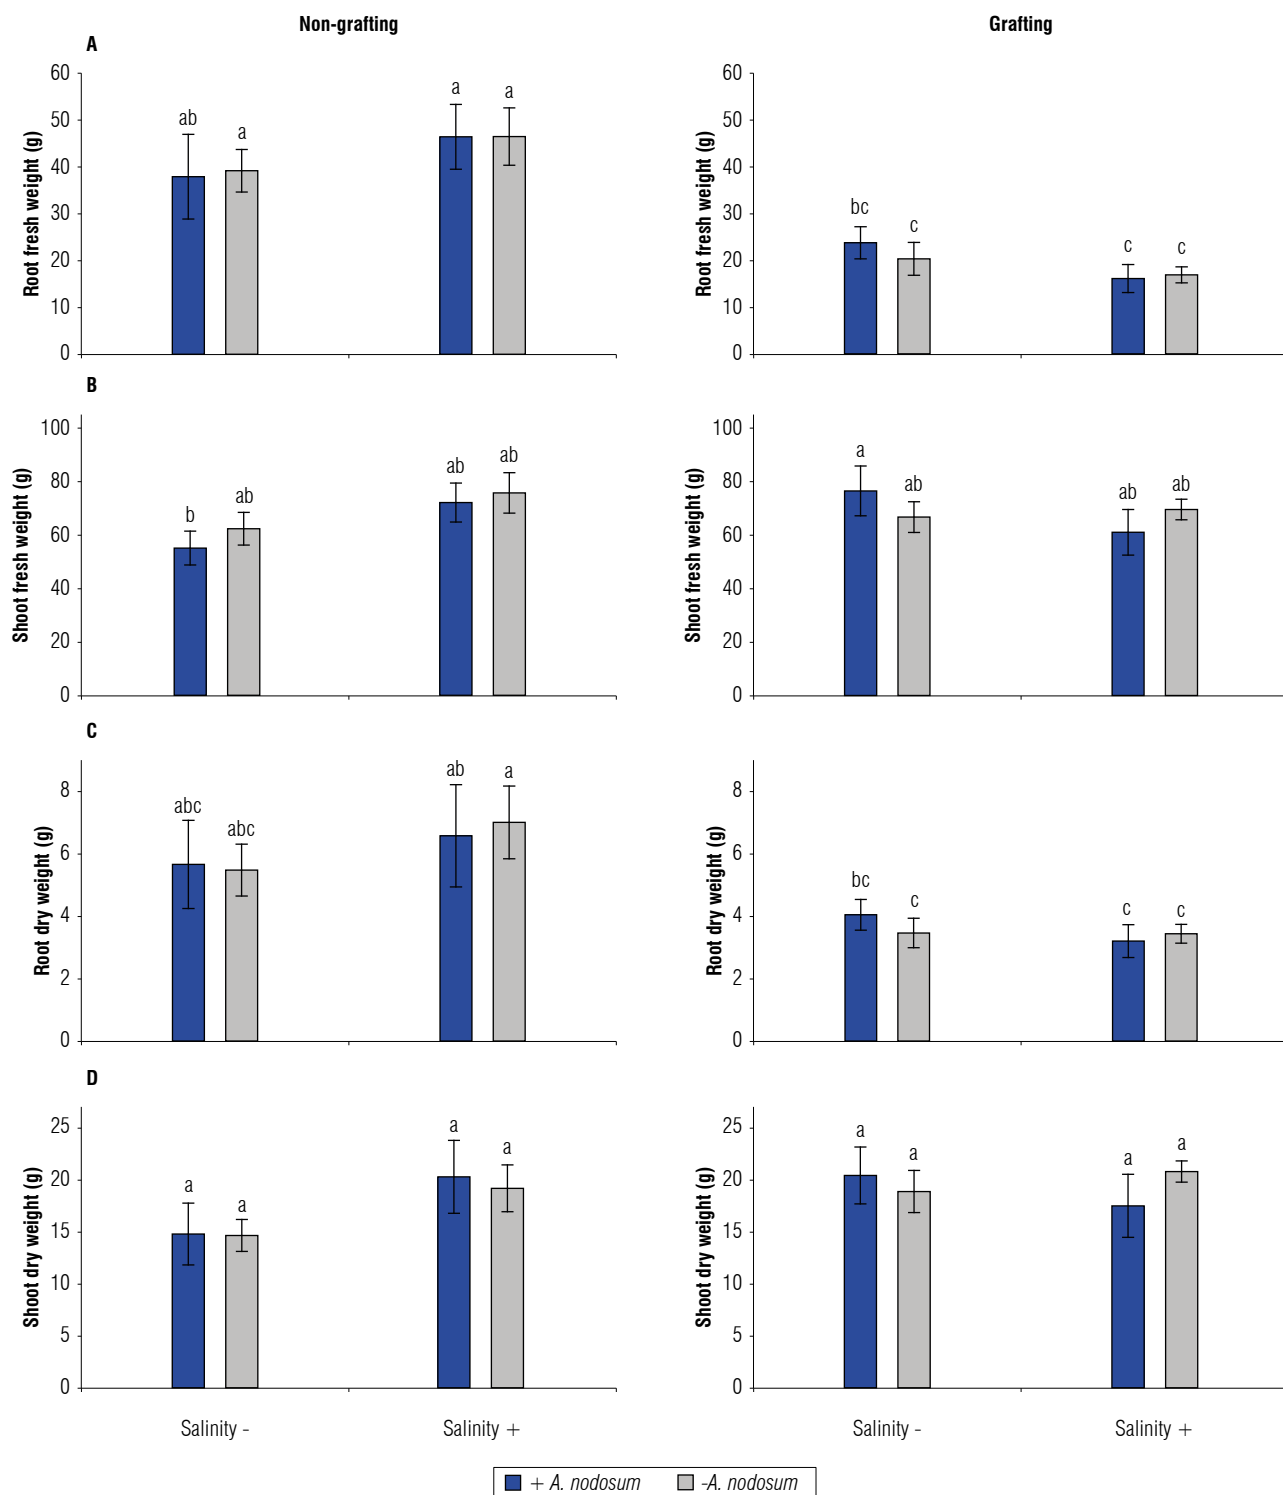 Non-grafting
Grafting
A
Root fresh weight (g)
60
50
40
30
20
10
0
ab
a
a
a
Root fresh weight (g)
60
50
40
30
20
10
0
bc
c
c
c
B
Shoot fresh weight (g)
100
80
60
40
20
0
b
ab
ab
ab
Shoot fresh weight (g)
100
80
60
40
20
0
a
ab
ab
ab
C
Root dry weight (g)
8
6
4
2
0
abc
abc
ab
a
Root dry weight (g)
8
6
4
2
0
bc
c
c
c
D
Shoot dry weight (g)
25
20
15
10
5
0
a
a
a
a
Shoot dry weight (g)
25
20
15
10
5
0
a
a
a
a
Salinity -
Salinity +
Salinity -
Salinity +
+ A. nodosum
-A. nodosum